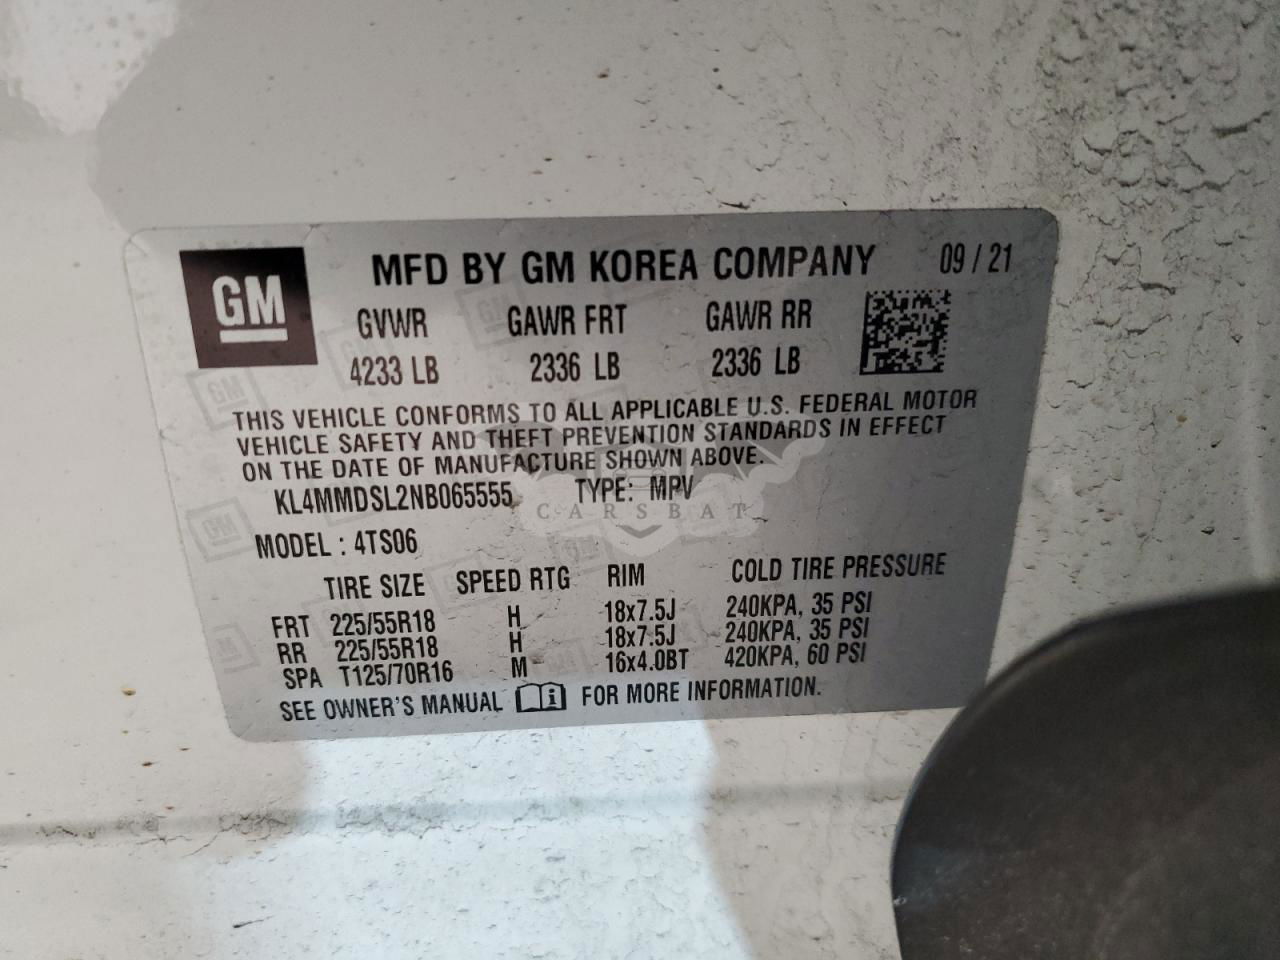 GM
MFD BY GM KOREA COMPANY 09 / 21
GVWR GAWR FRT GAWR RR
4233 LB 2336 LB 2336 LB
THIS VEHICLE CONFORMS TO ALL APPLICABLE U.S. FEDERAL MOTOR
VEHICLE SAFETY AND THEFT PREVENTION STANDARDS IN EFFECT
ON THE DATE OF MANUFACTURE SHOWN ABOVE.
KL4MMDSL2NB065555 TYPE: MPV
CARSBAT
MODEL : 4TS06
TIRE SIZE SPEED RTG RIM COLD TIRE PRESSURE
FRT 225/55R18 H 18x7.5J 240KPA, 35 PSI
RR 225/55R18 H 18x7.5J 240KPA, 35 PSI
SPA T125/70R16 M 16x4.0BT 420KPA, 60 PSI
SEE OWNER'S MANUAL i FOR MORE INFORMATION.